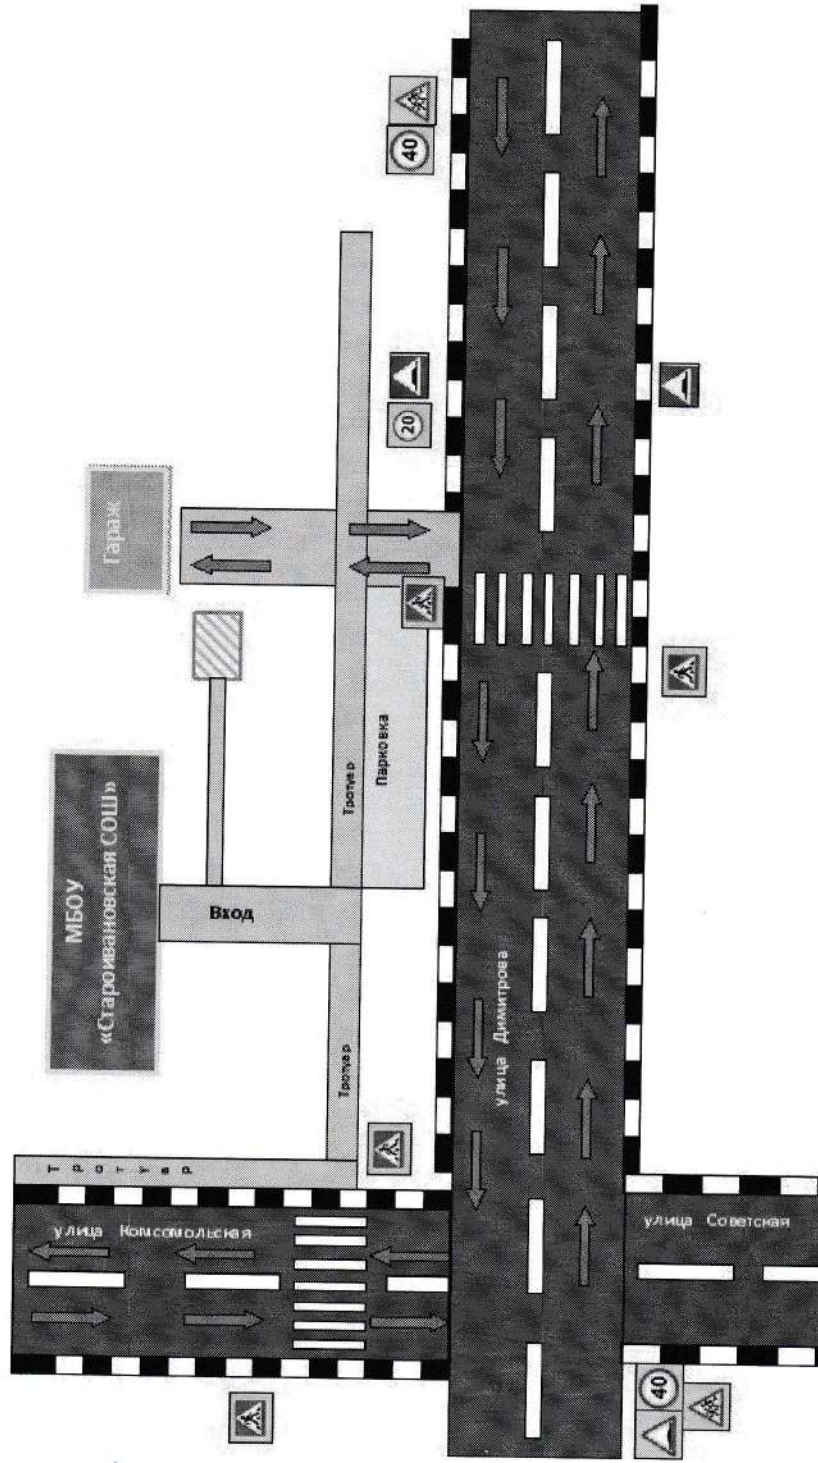 Гараж
МБОУ
«Староивановская СОШ»
Вход
Тротуар
Парковка
Тротуар
Тротуар
улица Комсомольская
улица Димитрова
улица Советская
40
20
40